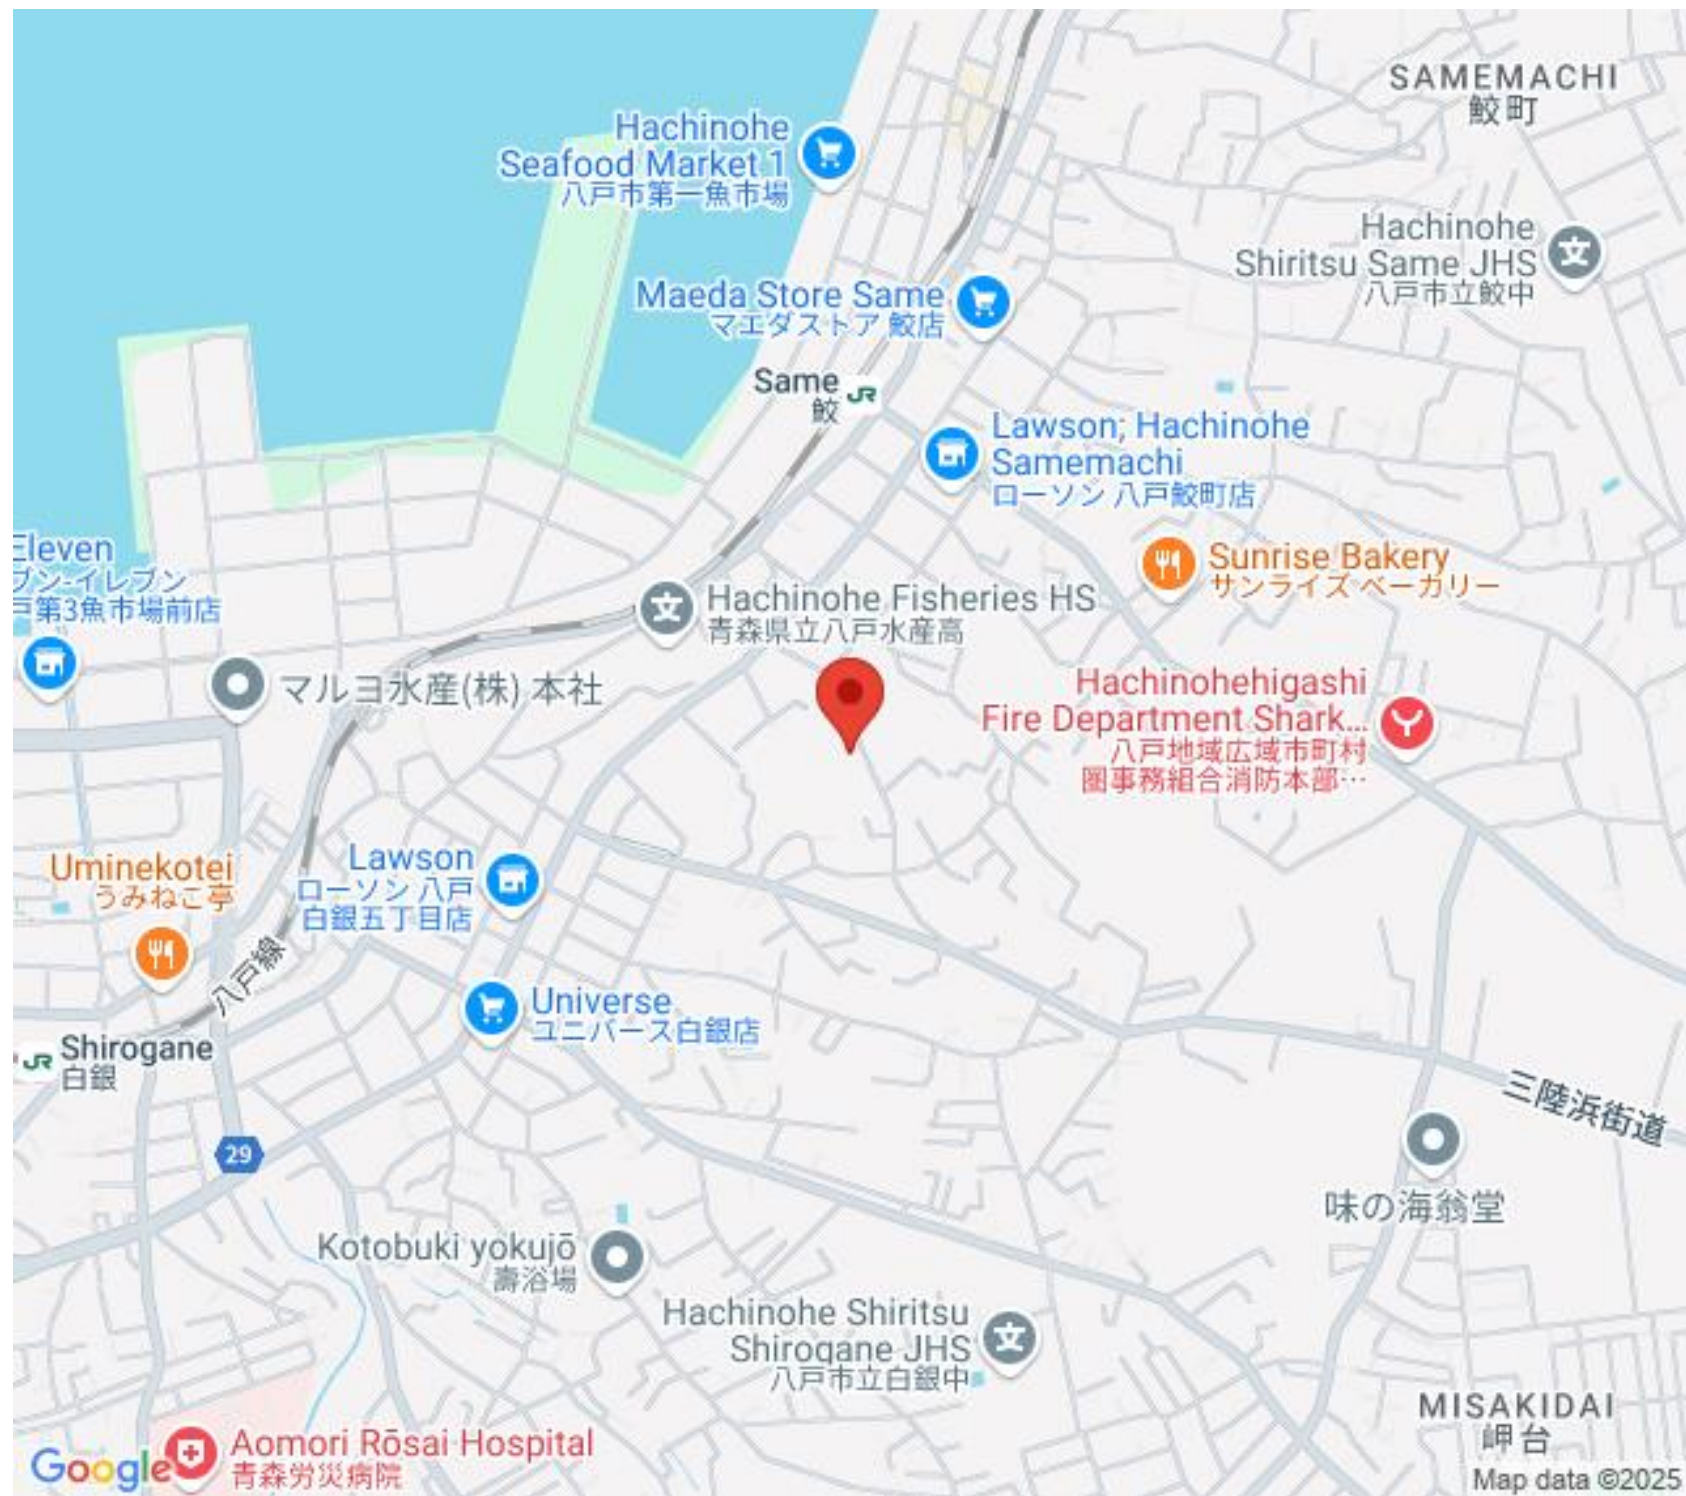 SAMEMACHI
鮫町
Hachinohe
Seafood Market 1
八戸市第一魚市場
Hachinohe
Shiritsu Same JHS
八戸市立鮫中
Maeda Store Same
マエダストア 鮫店
Same
鮫
JR
Lawson; Hachinohe
Samemachi
ローソン 八戸鮫町店
Eleven
ブン-イレブン
戸第3魚市場前店
Sunrise Bakery
サンライズ ベーカリー
文
Hachinohe Fisheries HS
青森県立八戸水産高
マルヨ水産(株) 本社
Hachinohehigashi
Fire Department Shark...
八戸地域広域市町村
圏事務組合消防本部…
Uminekotei
うみねこ亭
Lawson
ローソン 八戸
白銀五丁目店
八戸線
Universe
ユニバース白銀店
JR
Shirogane
白銀
三陸浜街道
29
味の海翁堂
Kotobuki yokujō
壽浴場
Hachinohe Shiritsu
Shirogane JHS
八戸市立白銀中
文
文
MISAKIDAI
岬台
Aomori Rōsai Hospital
青森労災病院
Google
Map data ©2025